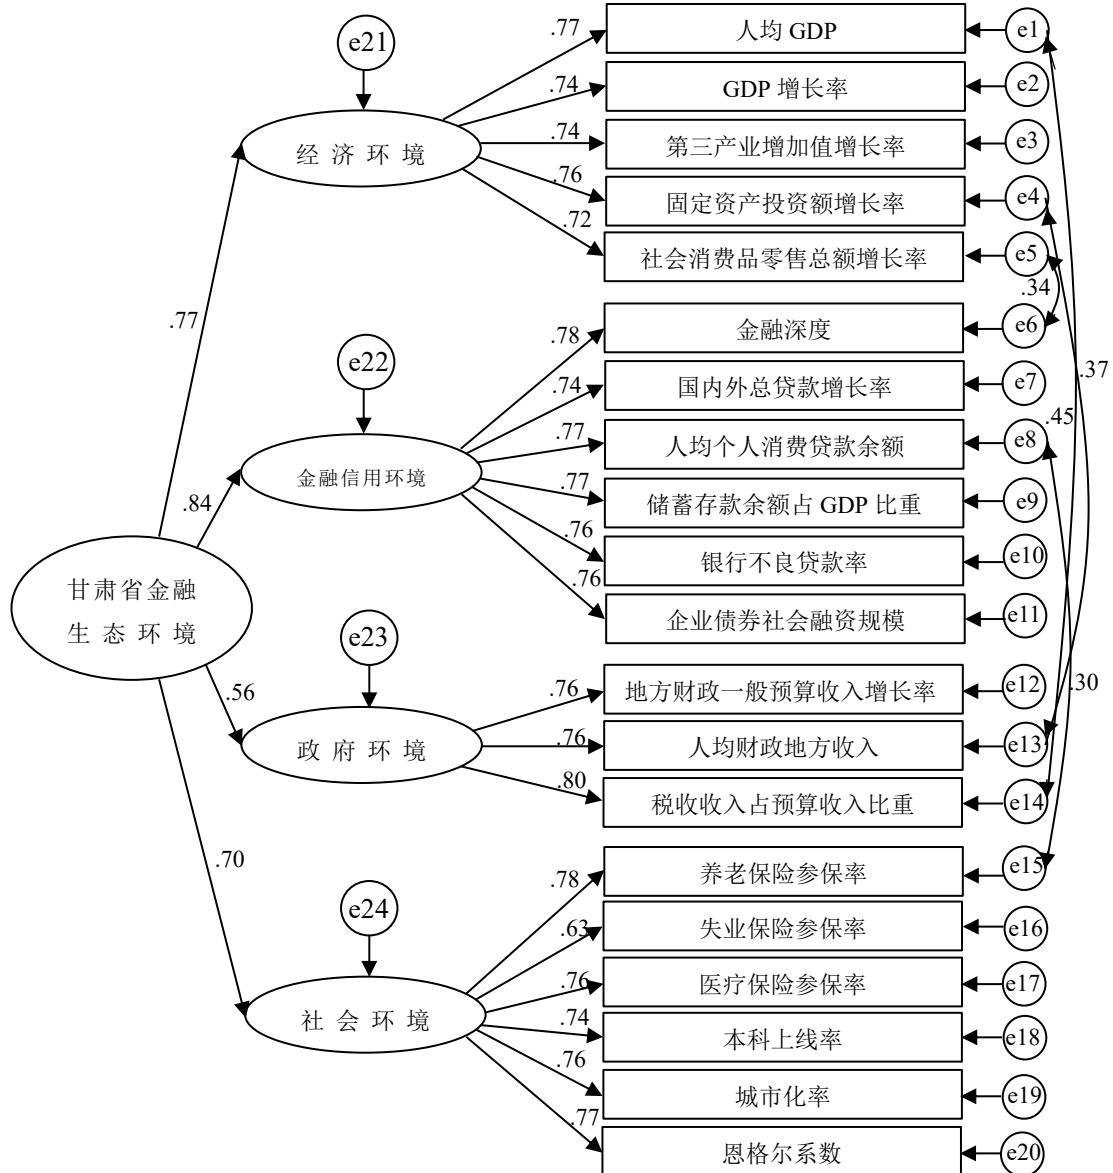 e21
.77
人均 GDP
e1
.74
GDP 增长率
e2
经 济 环 境
.74
第三产业增加值增长率
e3
.76
固定资产投资额增长率
e4
.72
社会消费品零售总额增长率
e5
.34
.77
e22
.78
金融深度
e6
.37
.74
国内外总贷款增长率
e7
.45
金融信用环境
.77
人均个人消费贷款余额
e8
.84
.77
储蓄存款余额占 GDP 比重
e9
.76
银行不良贷款率
e10
.76
企业债券社会融资规模
e11
甘肃省金融
生 态 环 境
e23
.56
.76
地方财政一般预算收入增长率
e12
.30
政 府 环 境
.76
人均财政地方收入
e13
.80
税收收入占预算收入比重
e14
.70
e24
.78
养老保险参保率
e15
.63
失业保险参保率
e16
.76
医疗保险参保率
e17
社 会 环 境
.74
本科上线率
e18
.76
城市化率
e19
.77
恩格尔系数
e20